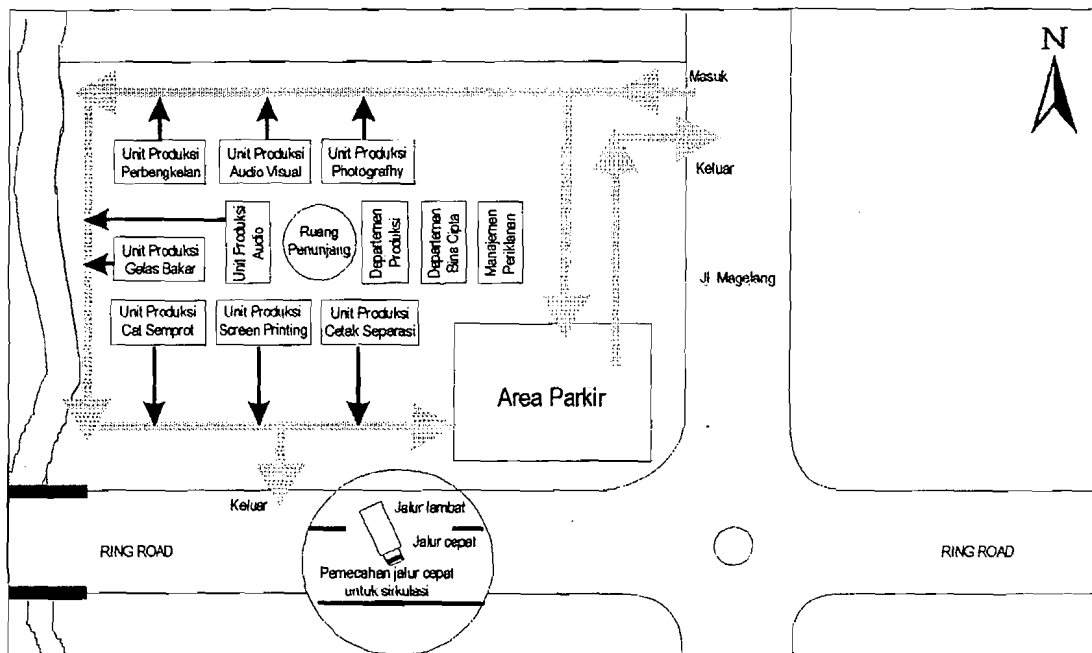 N
Masuk
Keluar
Unit Produksi
Perbengkelan
Unit Produksi
Audio Visual
Unit Produksi
Photografhy
Unit Produksi
Audio
Ruang
Penunjang
Departemen
Produksi
Departemen
Bina Cipta
Manajemen
Periklanan
Unit Produksi
Gelas Bakar
Jl. Magelang
Unit Produksi
Cat Semprot
Unit Produksi
Screen Printing
Unit Produksi
Cetak Separasi
Area Parkir
Keluar
Jalur lambat
Jalur cepat
RING ROAD
RING ROAD
Pemecahan jalur cepat
untuk sirkulasi